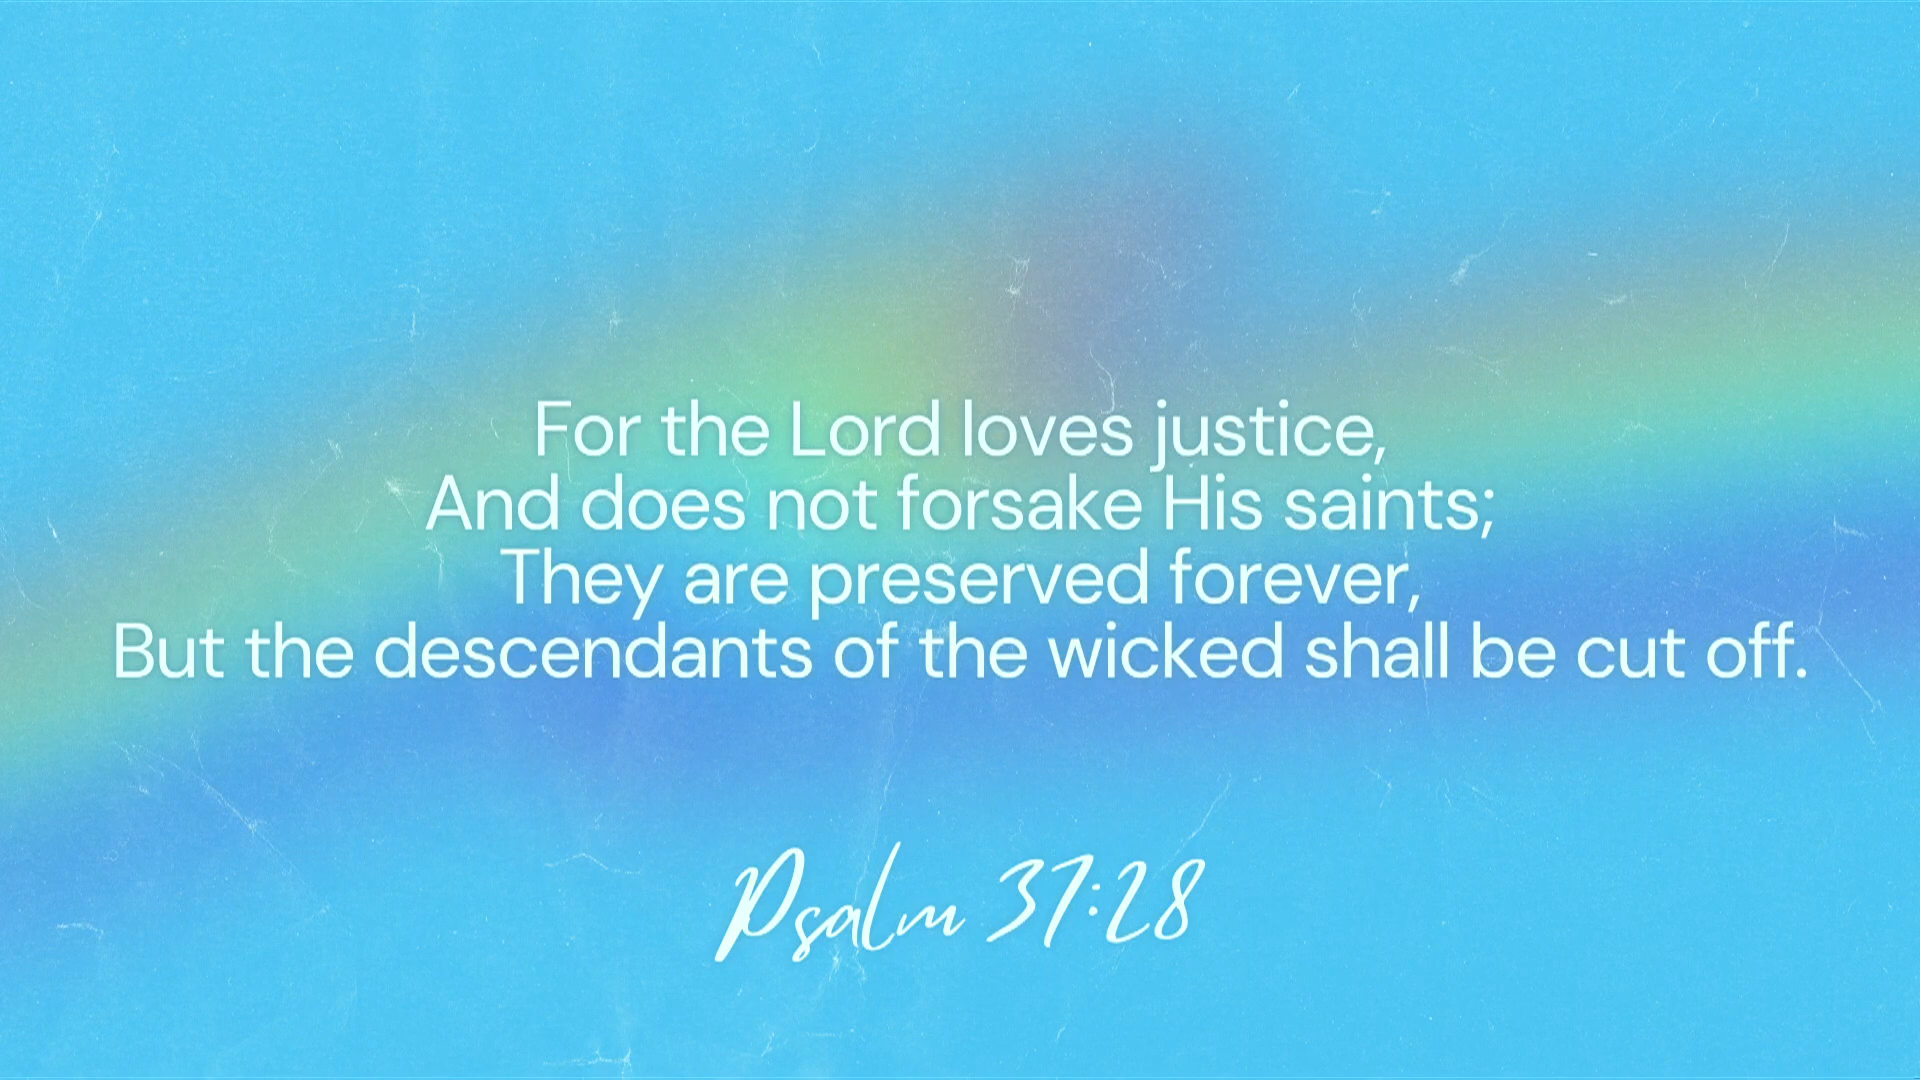 For the Lord loves justice,
And does not forsake His saints;
They are preserved forever,
But the descendants of the wicked shall be cut off.
Psalm 37:28